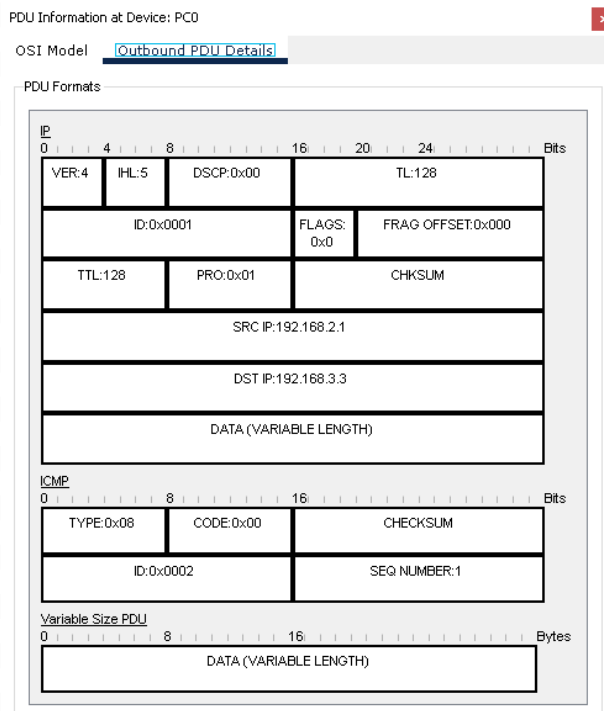 PDU Information at Device: PC0
x
OSI Model Outbound PDU Details
PDU Formats
IP
0 4 8 16 20 24 Bits
VER:4 IHL:5 DSCP:0x00 TL:128
ID:0x0001 FLAGS: FRAG OFFSET:0x000
0x0
TTL:128 PRO:0x01 CHKSUM
SRC IP:192.168.2.1
DST IP:192.168.3.3
DATA (VARIABLE LENGTH)
ICMP
0 8 16 Bits
TYPE:0x08 CODE:0x00 CHECKSUM
ID:0x0002 SEQ NUMBER:1
Variable Size PDU
0 8 16 Bytes
DATA (VARIABLE LENGTH)